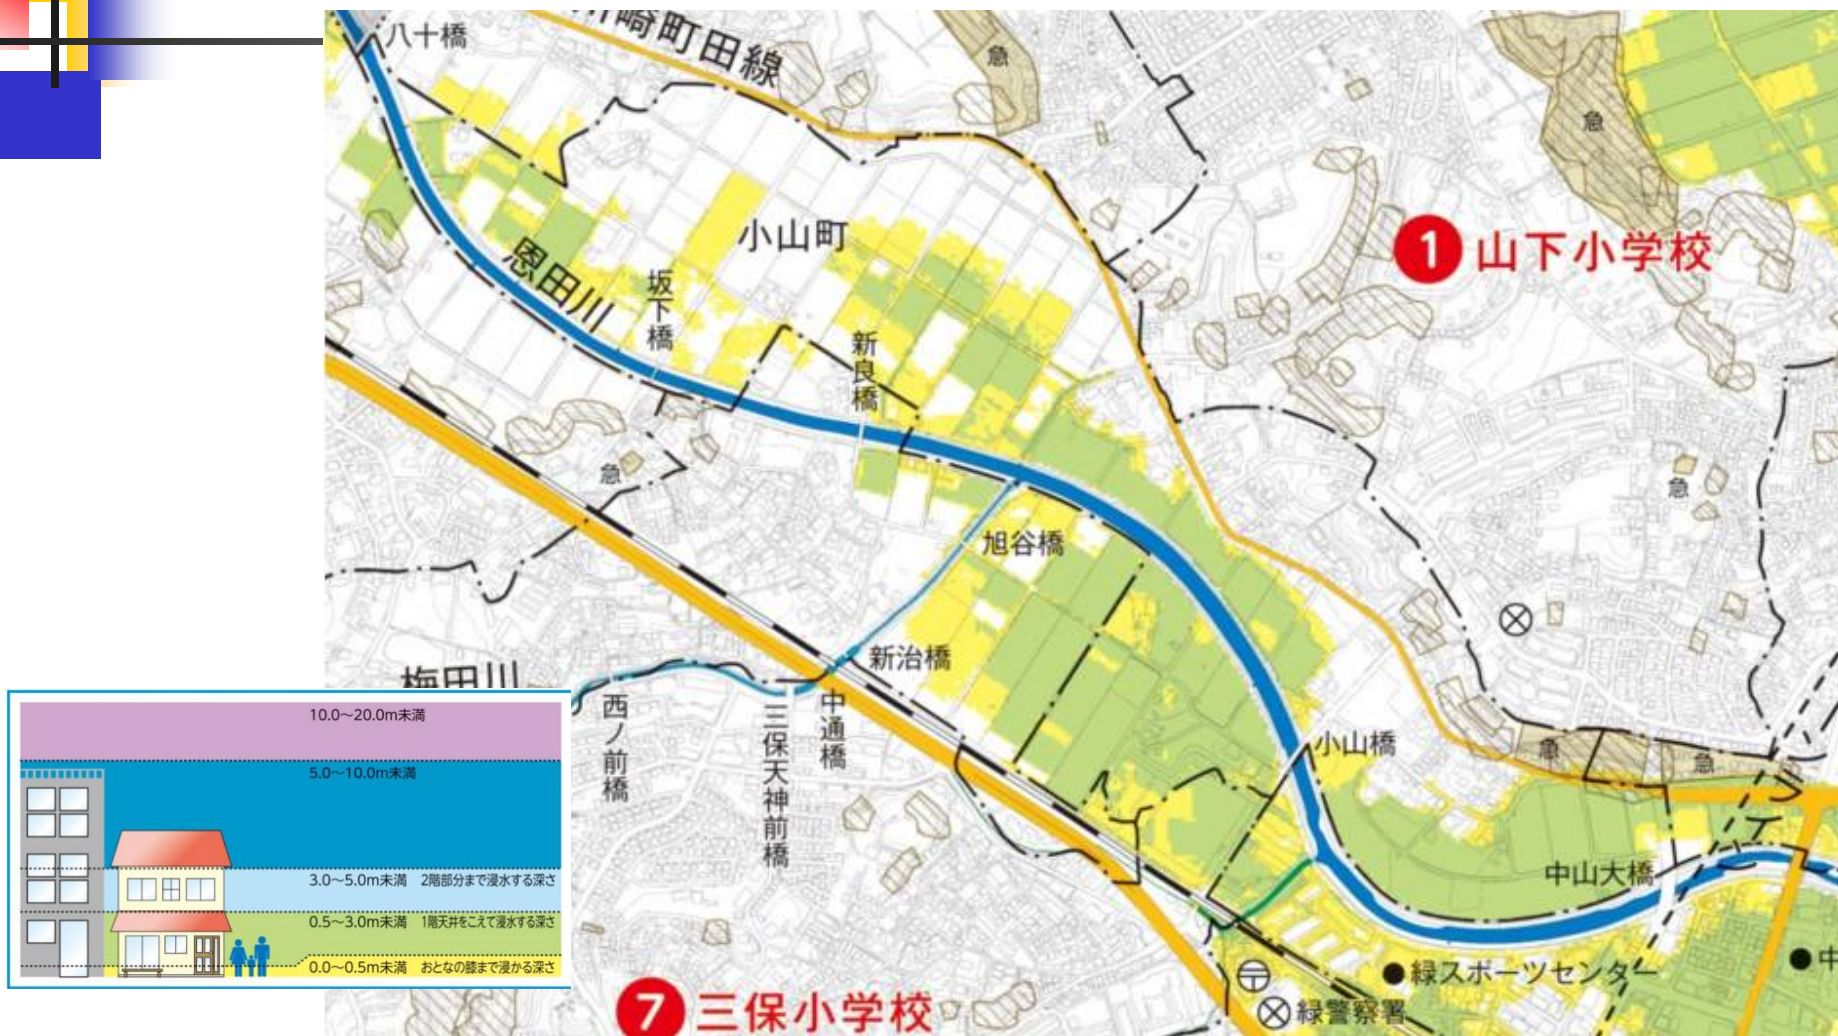 八十橋
崎町田線
急
急
小山町
1 山下小学校
恩田川
坂下橋
新良橋
急
急
旭谷橋
新治橋
梅田川
西ノ前橋
三保天神前橋
中通橋
小山橋
急
急
中山大橋
10.0～20.0m未満
5.0～10.0m未満
3.0～5.0m未満 2階部分まで浸水する深さ
0.5～3.0m未満 1階天井をこえて浸水する深さ
0.0～0.5m未満 おとなの膝まで浸かる深さ
緑スポーツセンター
中
緑警察署
7 三保小学校